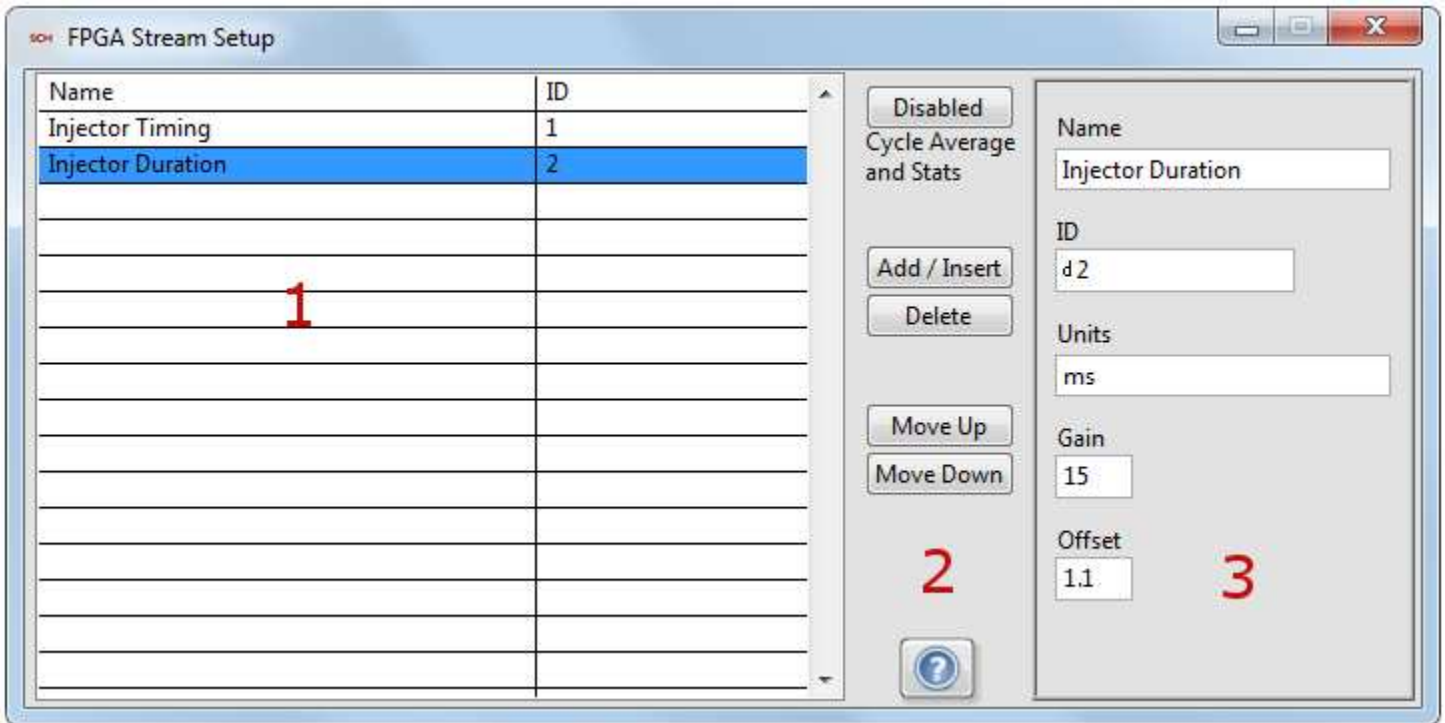 SCH FPGA Stream Setup
Name ID
Injector Timing 1
Injector Duration 2
1
Disabled
Cycle Average
and Stats
Add / Insert
Delete
Move Up
Move Down
2
?
Name
Injector Duration
ID
d 2
Units
ms
Gain
15
Offset
1.1
3